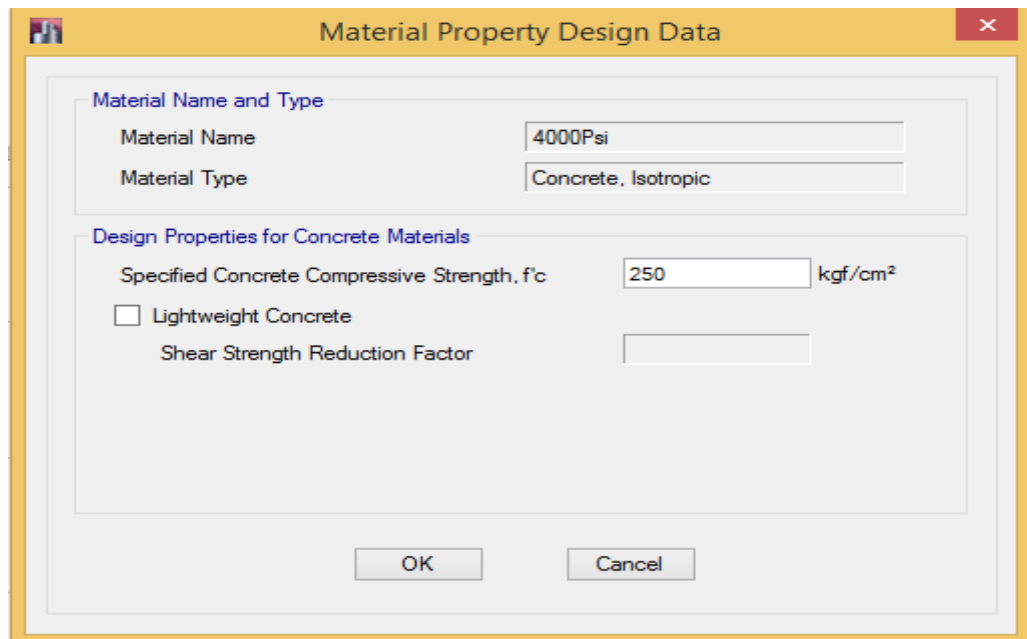 Material Property Design Data
Material Name and Type
Material Name 4000Psi
Material Type Concrete, Isotropic
Design Properties for Concrete Materials
Specified Concrete Compressive Strength, f'c 250 kgf/cm²
Lightweight Concrete
Shear Strength Reduction Factor
OK Cancel